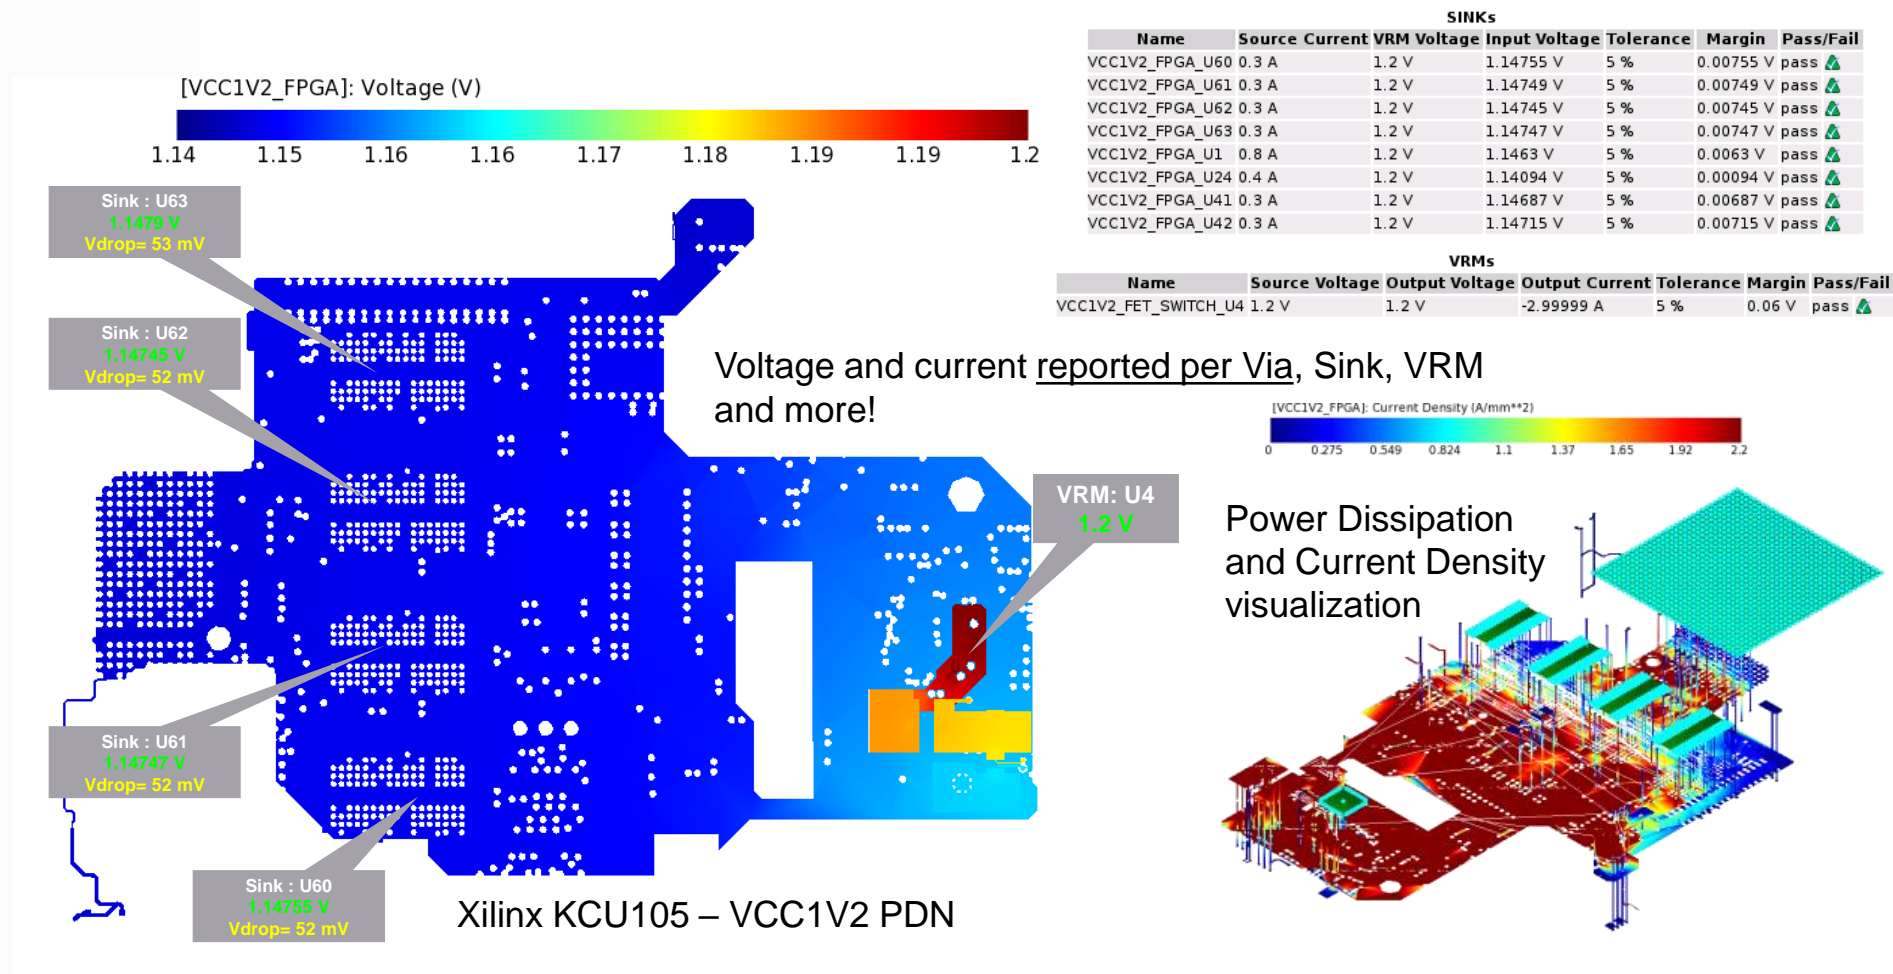 SINKs
Name Source Current VRM Voltage Input Voltage Tolerance Margin Pass/Fail
VCC1V2_FPGA_U60 0.3 A 1.2 V 1.14755 V 5 % 0.00755 V pass
VCC1V2_FPGA_U61 0.3 A 1.2 V 1.14749 V 5 % 0.00749 V pass
VCC1V2_FPGA_U62 0.3 A 1.2 V 1.14745 V 5 % 0.00745 V pass
VCC1V2_FPGA_U63 0.3 A 1.2 V 1.14747 V 5 % 0.00747 V pass
VCC1V2_FPGA_U1 0.8 A 1.2 V 1.1463 V 5 % 0.0063 V pass
VCC1V2_FPGA_U24 0.4 A 1.2 V 1.14094 V 5 % 0.00094 V pass
VCC1V2_FPGA_U41 0.3 A 1.2 V 1.14687 V 5 % 0.00687 V pass
VCC1V2_FPGA_U42 0.3 A 1.2 V 1.14715 V 5 % 0.00715 V pass
VRMs
Name Source Voltage Output Voltage Output Current Tolerance Margin Pass/Fail
VCC1V2_FET_SWITCH_U4 1.2 V 1.2 V -2.99999 A 5 % 0.06 V pass
[VCC1V2_FPGA]: Voltage (V)
1.14 1.15 1.16 1.16 1.17 1.18 1.19 1.19 1.2
Sink : U63
1.1479 V
Vdrop= 53 mV
Sink : U62
1.14745 V
Vdrop= 52 mV
Voltage and current reported per Via, Sink, VRM
and more!
[VCC1V2_FPGA]: Current Density (A/mm**2)
0 0.275 0.549 0.824 1.1 1.37 1.65 1.92 2.2
VRM: U4
1.2 V
Power Dissipation
and Current Density
visualization
Sink : U61
1.14747 V
Vdrop= 52 mV
Sink : U60
1.14755 V
Vdrop= 52 mV
Xilinx KCU105 – VCC1V2 PDN